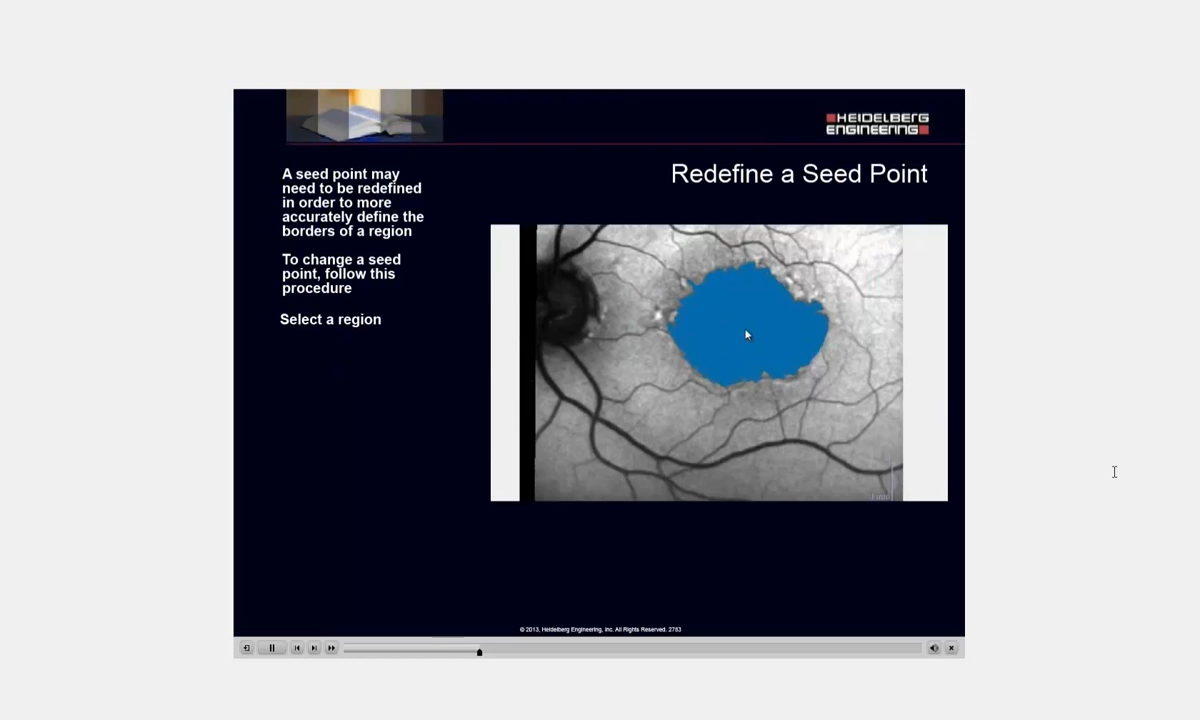 HEIDELBERG
ENGINEERING
Redefine a Seed Point
A seed point may
need to be redefined
in order to more
accurately define the
borders of a region
To change a seed
point, follow this
procedure
Select a region
© 2013, Heidelberg Engineering, Inc. All Rights Reserved. 2783